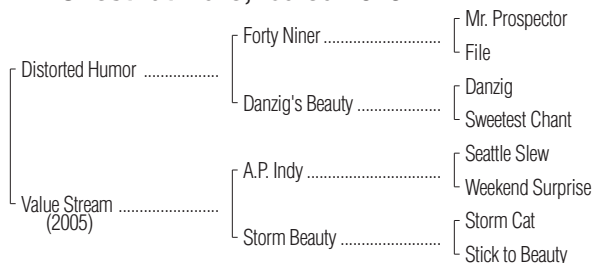 Mr. Prospector
Forty Niner ..............................
File
Distorted Humor ...................
Danzig
Danzig's Beauty .....................
Sweetest Chant
Seattle Slew
A.P. Indy ..................................
Weekend Surprise
Value Stream .........................
(2005)
Storm Cat
Storm Beauty .........................
Stick to Beauty